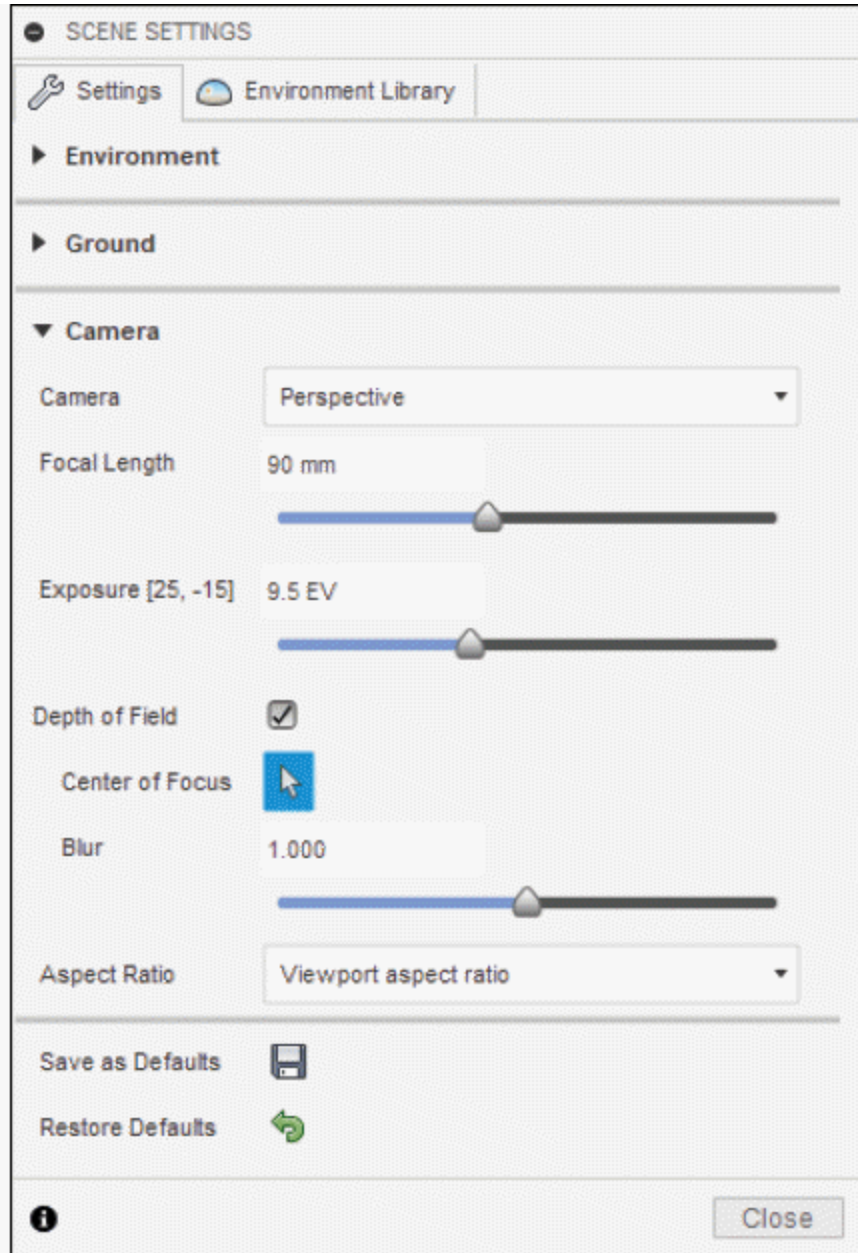 SCENE SETTINGS
Settings Environment Library
Environment
Ground
Camera
Camera Perspective
Focal Length 90 mm
Exposure [25, -15] 9.5 EV
Depth of Field
Center of Focus
Blur 1.000
Aspect Ratio Viewport aspect ratio
Save as Defaults
Restore Defaults
Close